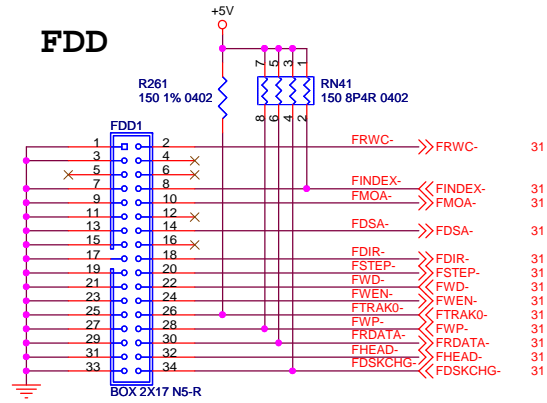 FDD
+5V
R261
150 1% 0402
7 5 3 1
RN41
150 8P4R 0402
8 6 4 2
FDD1
1 2 FRWC- FRWC- 31
3 4
5 6
7 8 FINDEX- FINDEX- 31
9 10 FMOA- FMOA- 31
11 12
13 14 FDSA- FDSA- 31
15 16
17 18 FDIR- FDIR- 31
19 20 FSTEP- FSTEP- 31
21 22 FWD- FWD- 31
23 24 FWEN- FWEN- 31
25 26 FTRAK0- FTRAK0- 31
27 28 FWP- FWP- 31
29 30 FRDATA- FRDATA- 31
31 32 FHEAD- FHEAD- 31
33 34 FDSKCHG- FDSKCHG- 31
BOX 2X17 N5-R